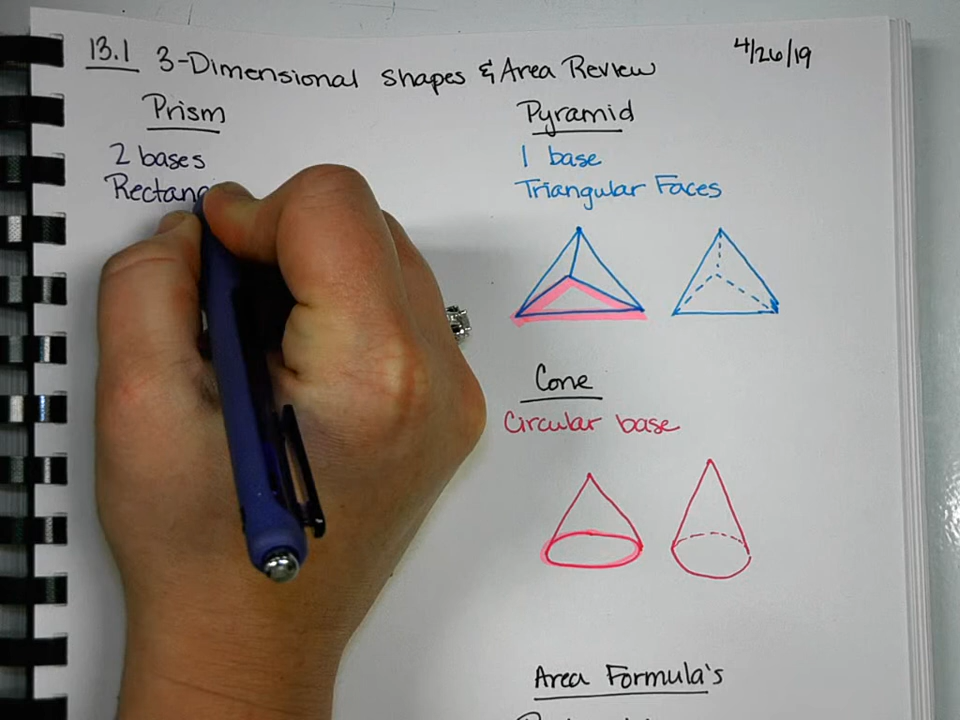 13.1 3-Dimensional Shapes & Area Review 4/26/19
Prism
2 bases
Rectang
Pyramid
1 base
Triangular Faces
Cone
Circular base
Area Formula's